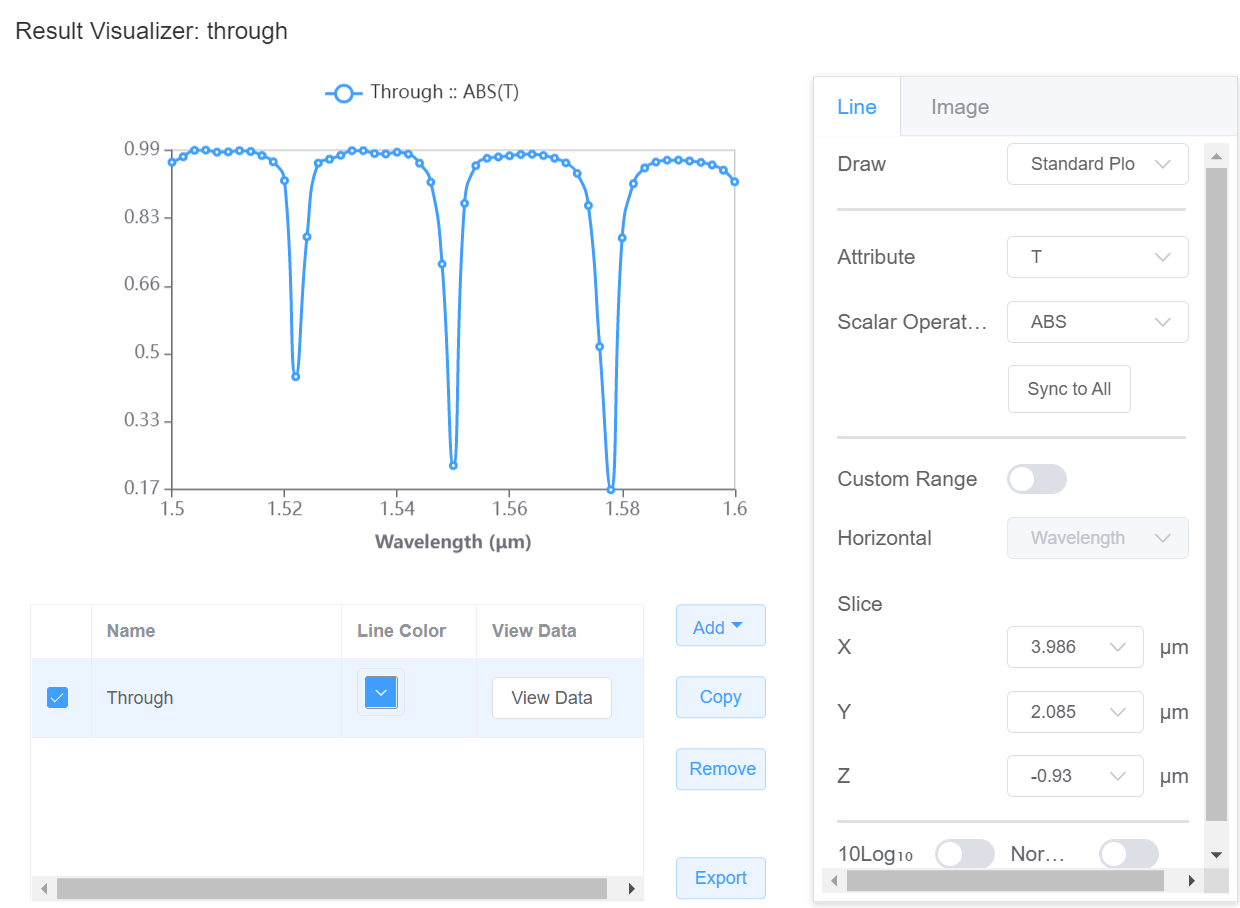 Result Visualizer: through
Through :: ABS(T)
0.99
0.83
0.66
0.5
0.33
0.17
1.5 1.52 1.54 1.56 1.58 1.6
Wavelength (μm)
Name Line Color View Data
Through View Data
Add
Copy
Remove
Export
Line Image
Draw Standard Plo
Attribute T
Scalar Operat... ABS
Sync to All
Custom Range
Horizontal Wavelength
Slice
X 3.986 μm
Y 2.085 μm
Z -0.93 μm
10Log₁₀ Nor...